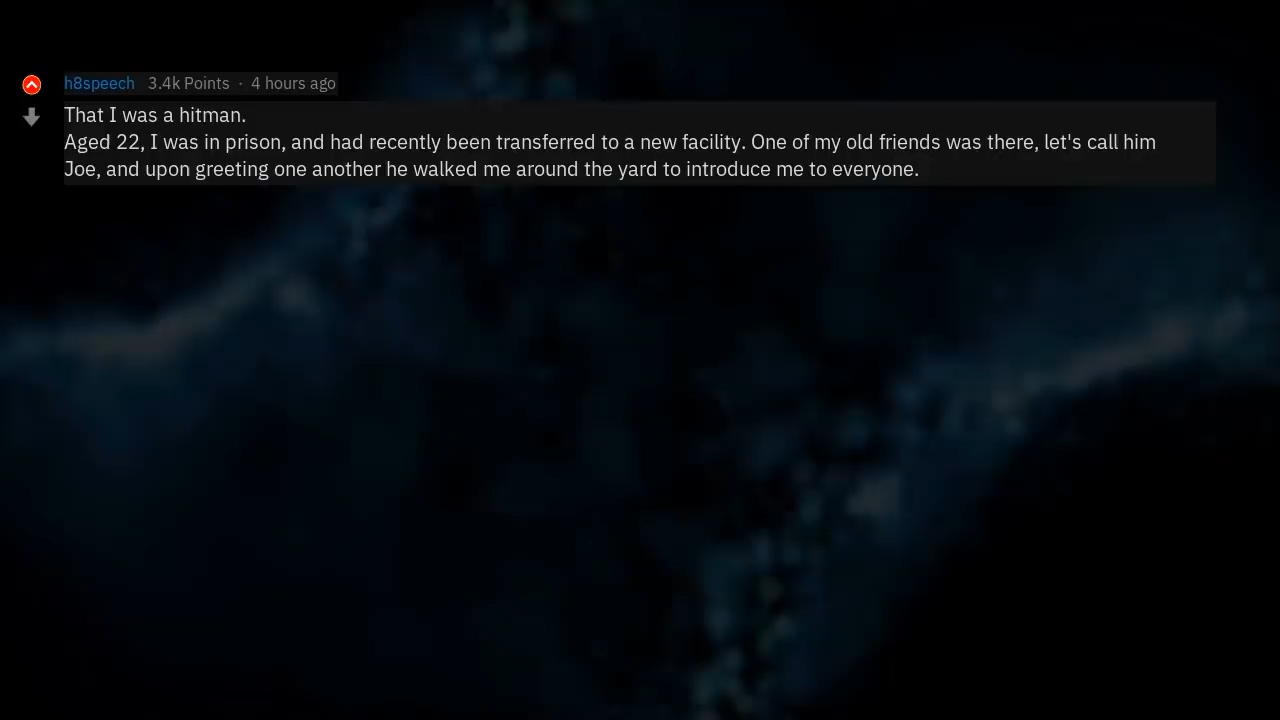 h8speech 3.4k Points · 4 hours ago
That I was a hitman.
Aged 22, I was in prison, and had recently been transferred to a new facility. One of my old friends was there, let's call him
Joe, and upon greeting one another he walked me around the yard to introduce me to everyone.